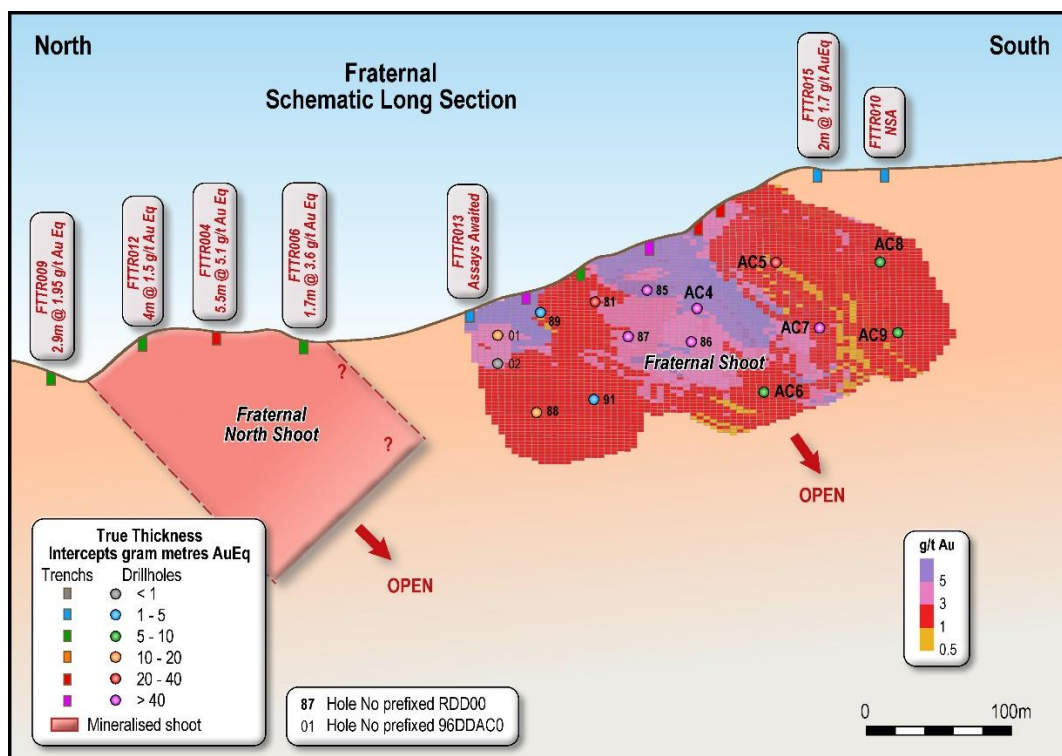 North
South
Fraternal
Schematic Long Section
FTTR009
2.9m @ 1.95 g/t Au Eq
FTTR012
4m @ 1.5 g/t Au Eq
FTTR004
5.5m @ 5.1 g/t Au Eq
FTTR006
1.7m @ 3.6 g/t Au Eq
FTTR013
Assays Awaited
FTTR015
2m @ 1.7 g/t AuEq
FTTR010
NSA
AC5
AC8
85
AC4
81
89
01
87
86
AC7
AC9
02
Fraternal Shoot
AC6
91
88
?
Fraternal
North Shoot
?
OPEN
OPEN
True Thickness
Intercepts gram metres AuEq
Trenchs Drillholes
< 1
1 - 5
5 - 10
10 - 20
20 - 40
> 40
Mineralised shoot
87 Hole No prefixed RDD00
01 Hole No prefixed 96DDAC0
g/t Au
5
3
1
0.5
0 100m